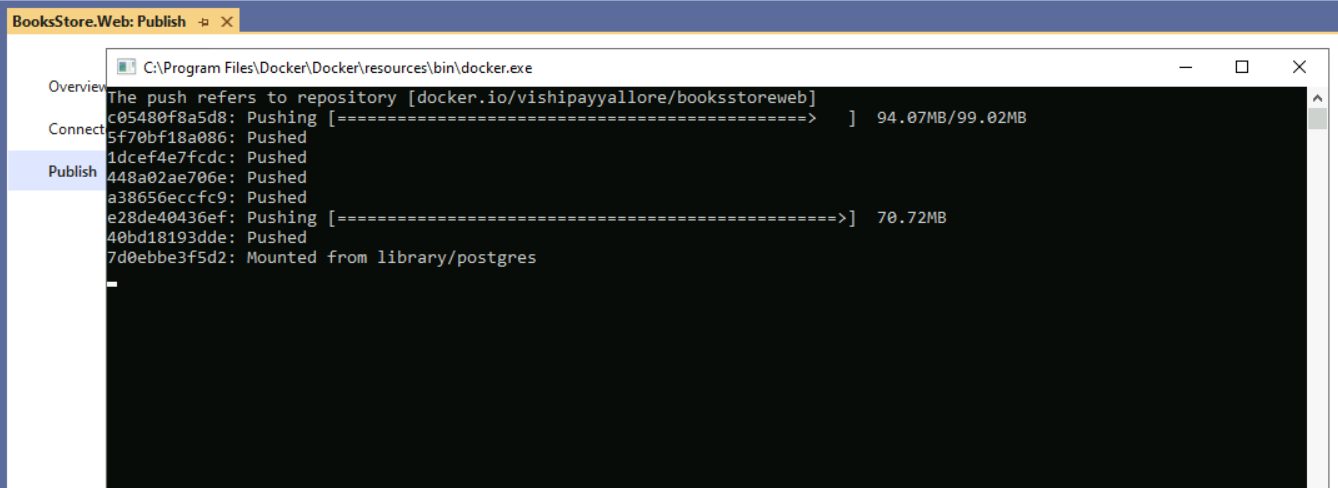 BooksStore.Web: Publish
C:\Program Files\Docker\Docker\resources\bin\docker.exe
Overview
Connect
Publish
The push refers to repository [docker.io/vishipayyallore/booksstoreweb]
c05480f8a5d8: Pushing [===============================================>   ]  94.07MB/99.02MB
5f70bf18a086: Pushed
1dcef4e7fcdc: Pushed
448a02ae706e: Pushed
a38656eccfc9: Pushed
e28de40436ef: Pushing [==================================================>]  70.72MB
40bd18193dde: Pushed
7d0ebbe3f5d2: Mounted from library/postgres